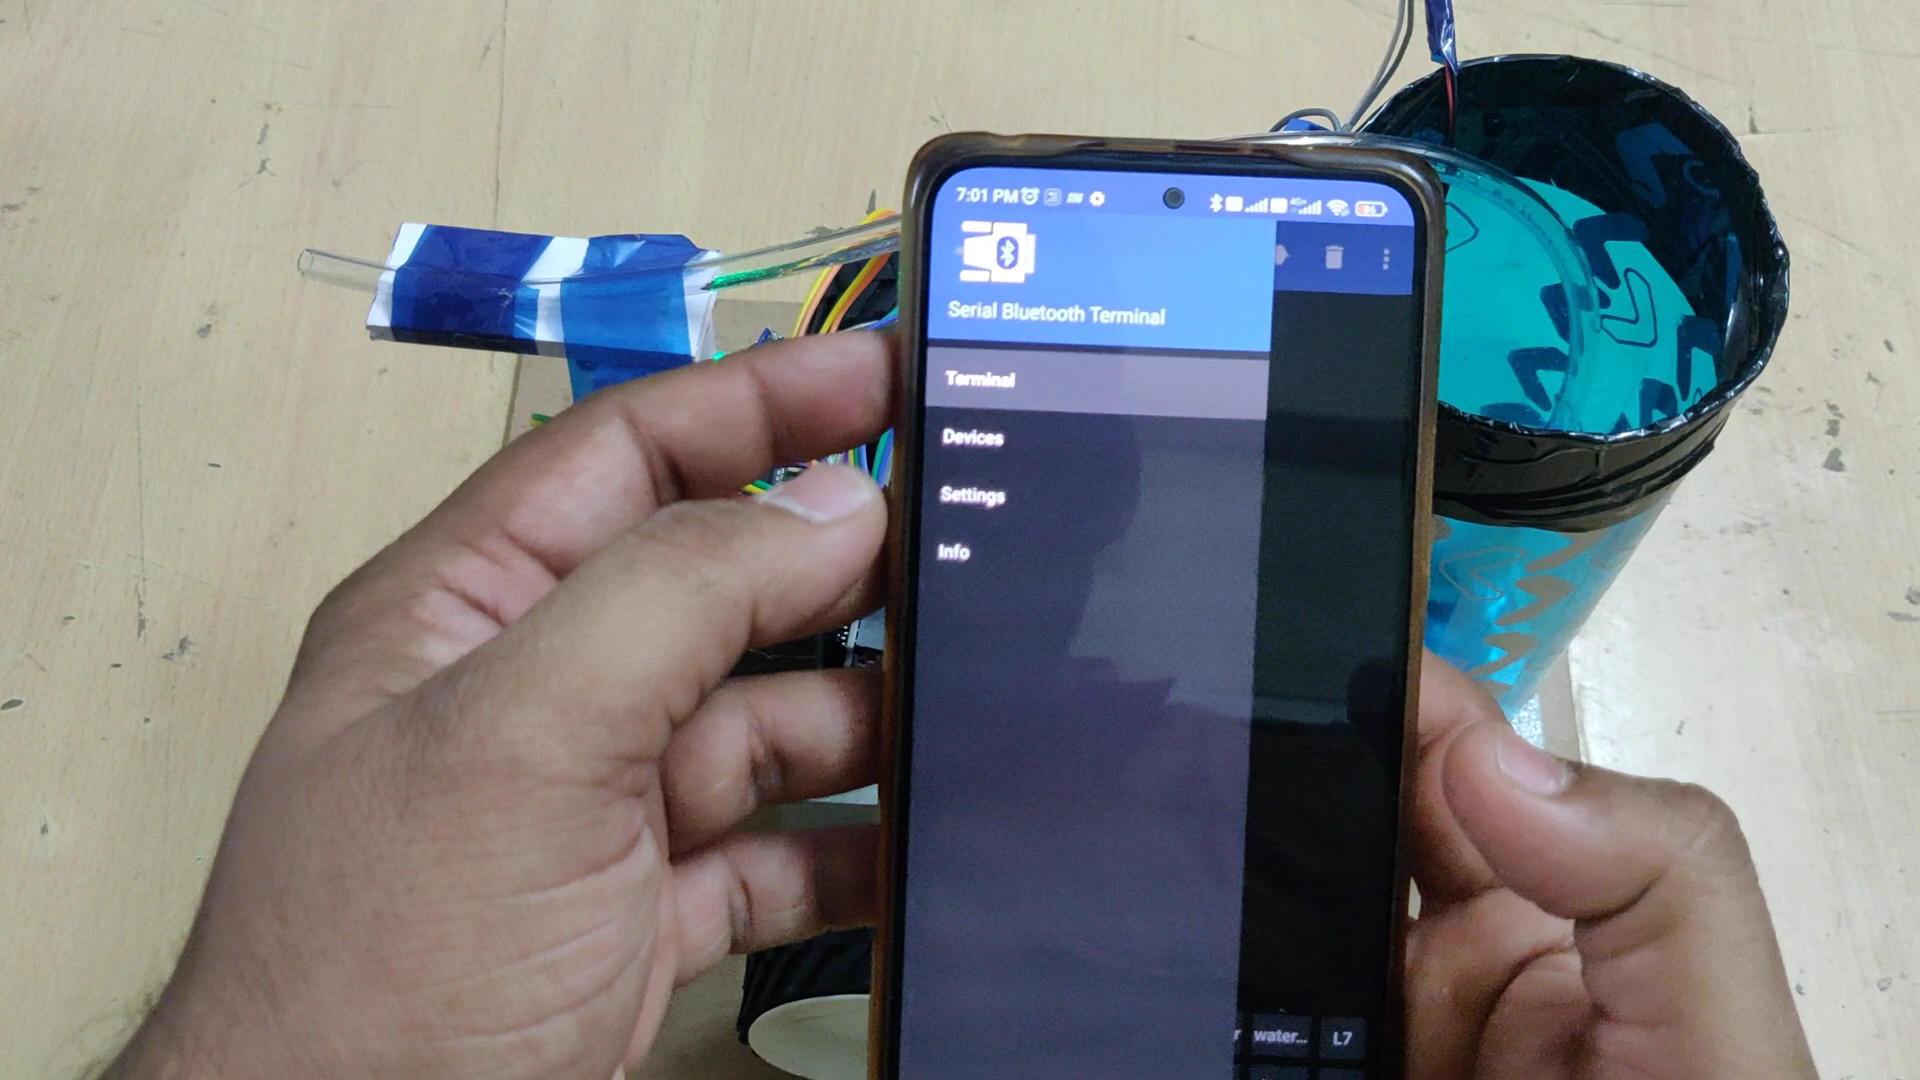 7:01 PM
Serial Bluetooth Terminal
Terminal
Devices
Settings
Info
water...
L7